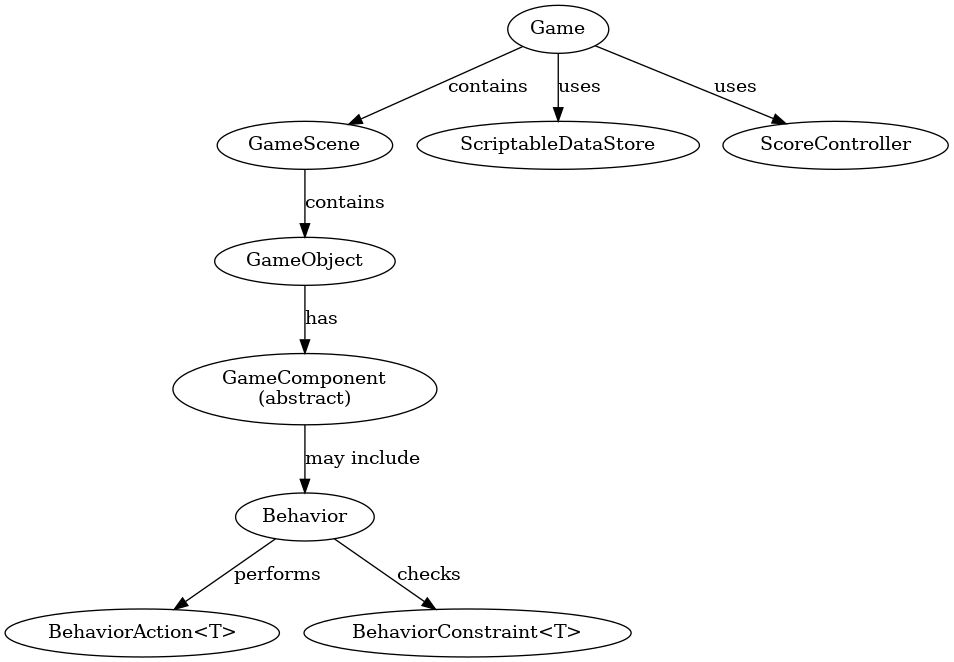 Game
contains
uses
uses
GameScene
ScriptableDataStore
ScoreController
contains
GameObject
has
GameComponent
(abstract)
may include
Behavior
performs
checks
BehaviorAction<T>
BehaviorConstraint<T>